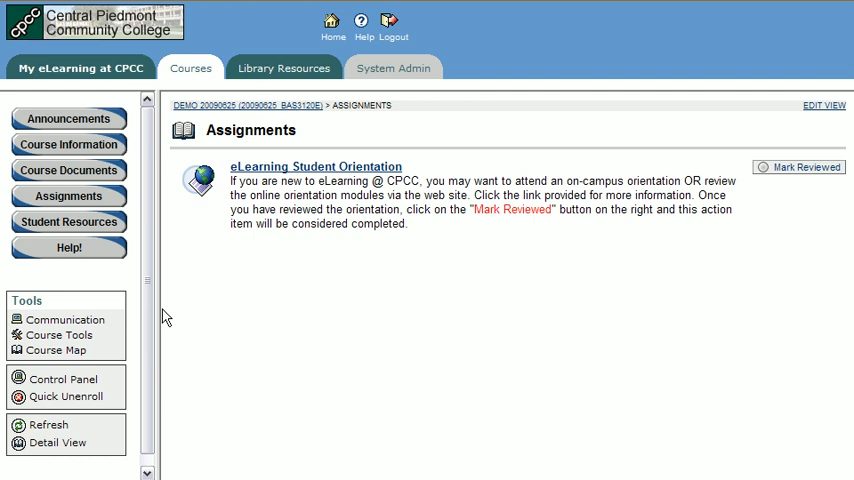 cpcc
Central Piedmont
Community College
Home Help Logout
My eLearning at CPCC Courses Library Resources System Admin
DEMO 20090625 (20090625_BAS3120E) > ASSIGNMENTS
EDIT VIEW
Announcements
Course Information
Course Documents
Assignments
Student Resources
Help!
Tools
Communication
Course Tools
Course Map
Control Panel
Quick Unenroll
Refresh
Detail View
Assignments
eLearning Student Orientation
Mark Reviewed
If you are new to eLearning @ CPCC, you may want to attend an on-campus orientation OR review
the online orientation modules via the web site. Click the link provided for more information. Once
you have reviewed the orientation, click on the "Mark Reviewed" button on the right and this action
item will be considered completed.